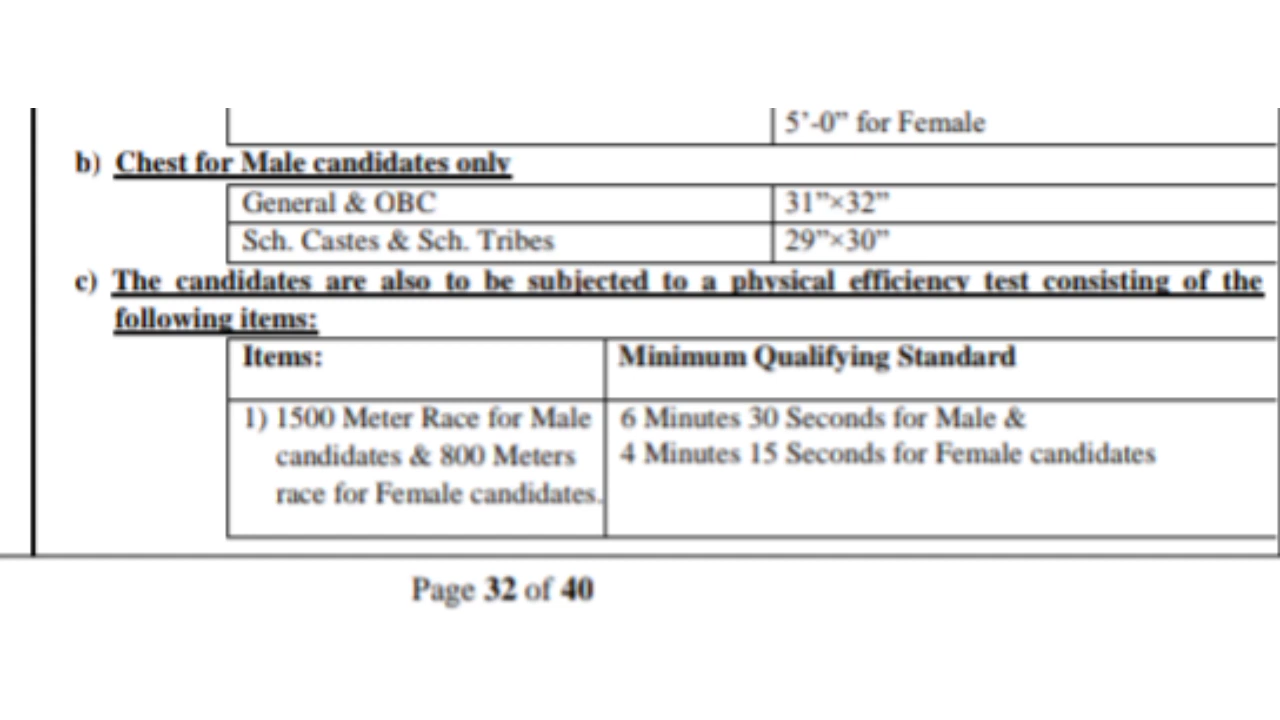 5’-0” for Female
b) Chest for Male candidates only
General & OBC 31”×32”
Sch. Castes & Sch. Tribes 29”×30”
c) The candidates are also to be subjected to a physical efficiency test consisting of the
following items:
Items: Minimum Qualifying Standard
1) 1500 Meter Race for Male 6 Minutes 30 Seconds for Male &
candidates & 800 Meters 4 Minutes 15 Seconds for Female candidates
race for Female candidates.
Page 32 of 40